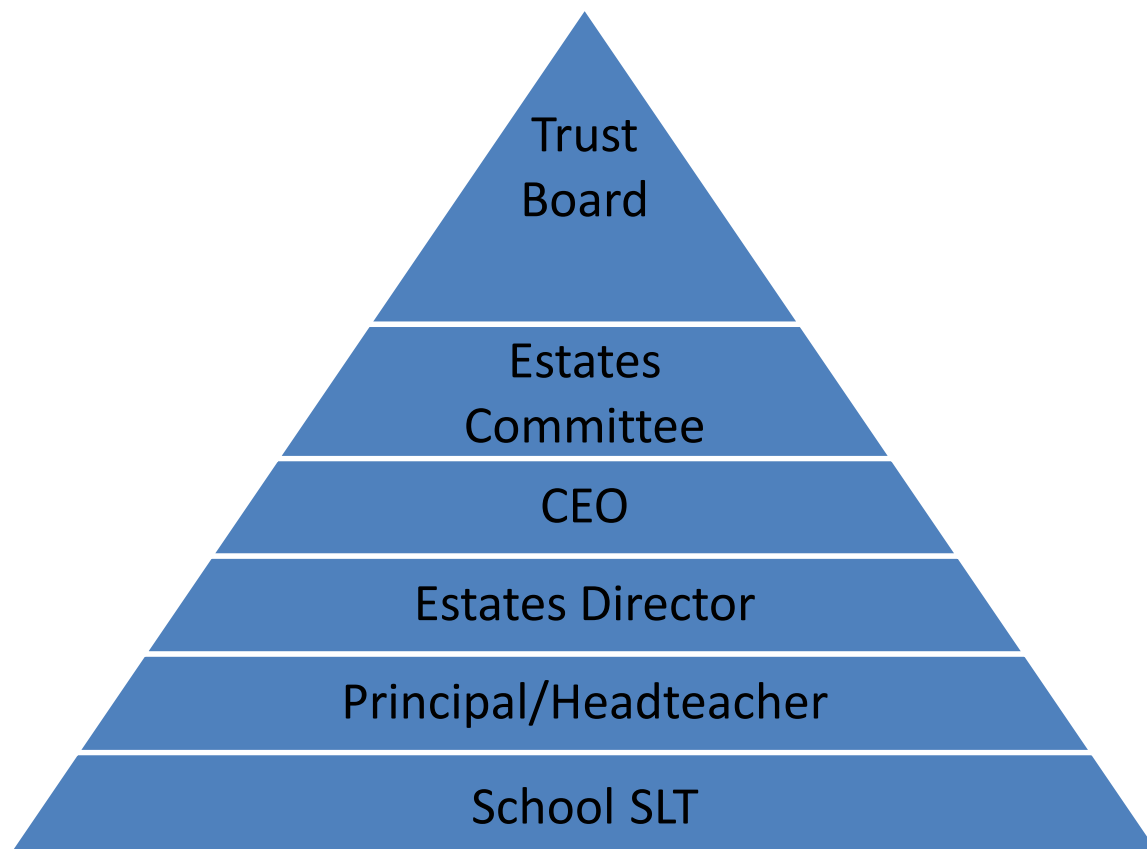 Trust
Board
Estates
Committee
CEO
Estates Director
Principal/Headteacher
School SLT